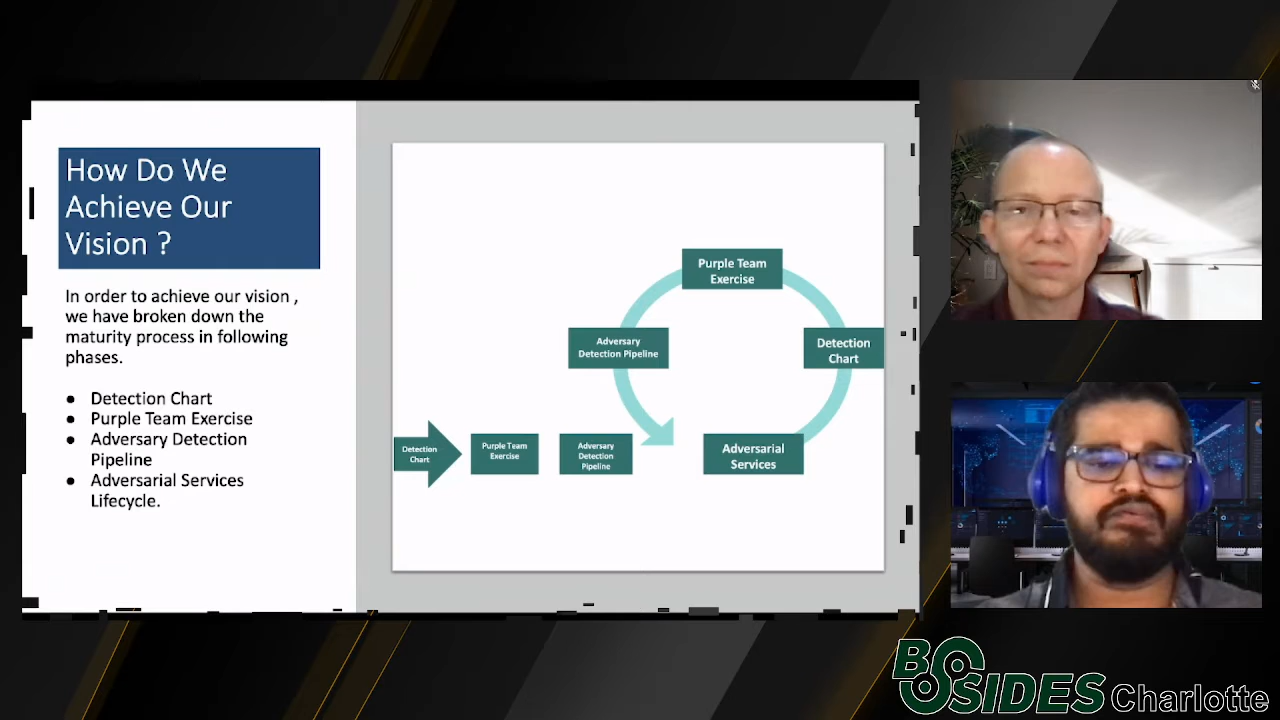 How Do We
Achieve Our
Vision ?
In order to achieve our vision ,
we have broken down the
maturity process in following
phases.
● Detection Chart
● Purple Team Exercise
● Adversary Detection
Pipeline
● Adversarial Services
Lifecycle.
Purple Team
Exercise
Adversary
Detection Pipeline
Detection
Chart
Detection
Chart
Purple Team
Exercise
Adversary
Detection
Pipeline
Adversarial
Services
BSIDES Charlotte